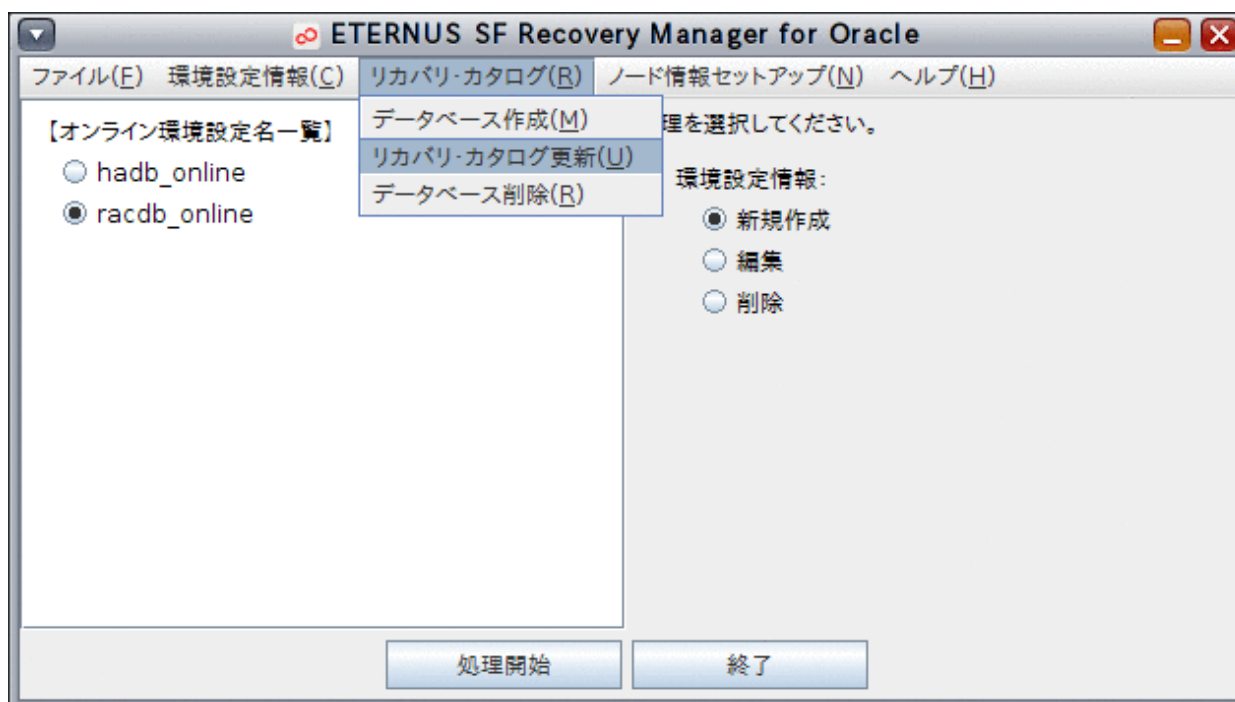 ETERNUS SF Recovery Manager for Oracle
ファイル(F) 環境設定情報(C) リカバリ･カタログ(R) ノード情報セットアップ(N) ヘルプ(H)
データベース作成(M)
リカバリ･カタログ更新(U)
データベース削除(R)
【オンライン環境設定名一覧】
hadb_online
racdb_online
理を選択してください。
環境設定情報:
新規作成
編集
削除
処理開始 終了